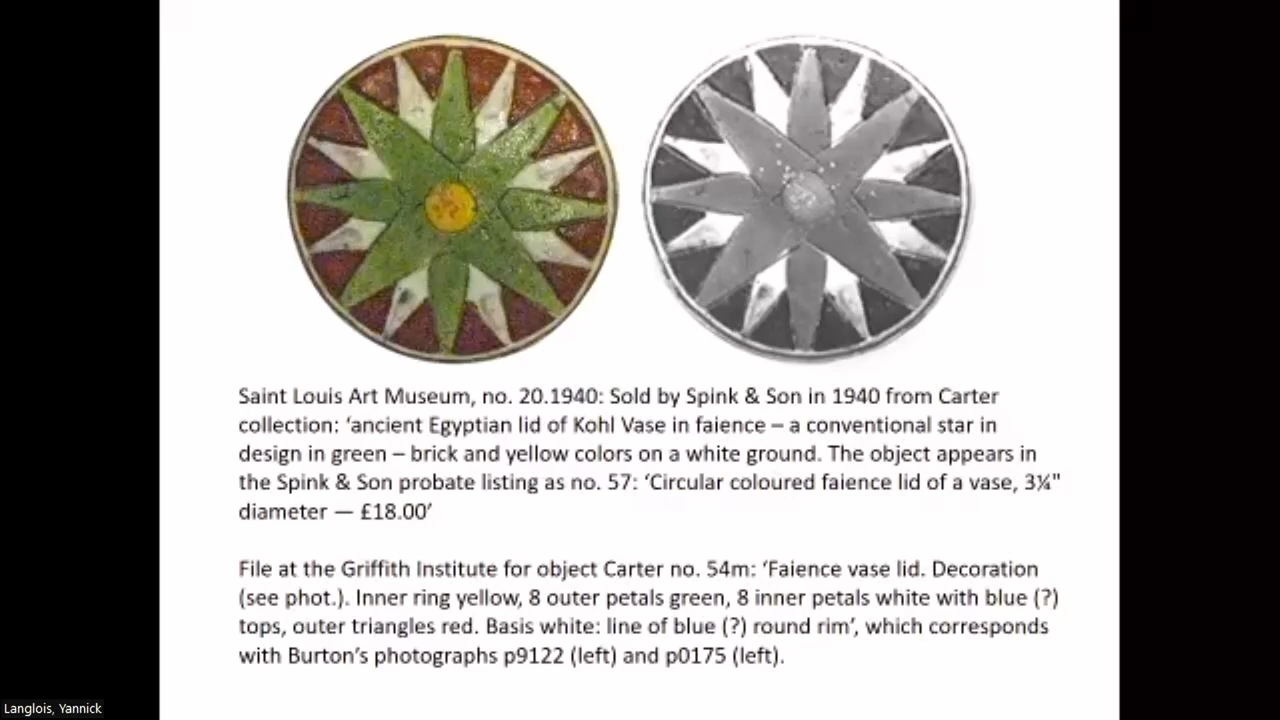 Saint Louis Art Museum, no. 20.1940: Sold by Spink & Son in 1940 from Carter
collection: ‘ancient Egyptian lid of Kohl Vase in faience – a conventional star in
design in green – brick and yellow colors on a white ground. The object appears in
the Spink & Son probate listing as no. 57: ‘Circular coloured faience lid of a vase, 3¼"
diameter — £18.00’
File at the Griffith Institute for object Carter no. 54m: ‘Faience vase lid. Decoration
(see phot.). Inner ring yellow, 8 outer petals green, 8 inner petals white with blue (?)
tops, outer triangles red. Basis white: line of blue (?) round rim’, which corresponds
with Burton’s photographs p9122 (left) and p0175 (left).
Langlois, Yannick